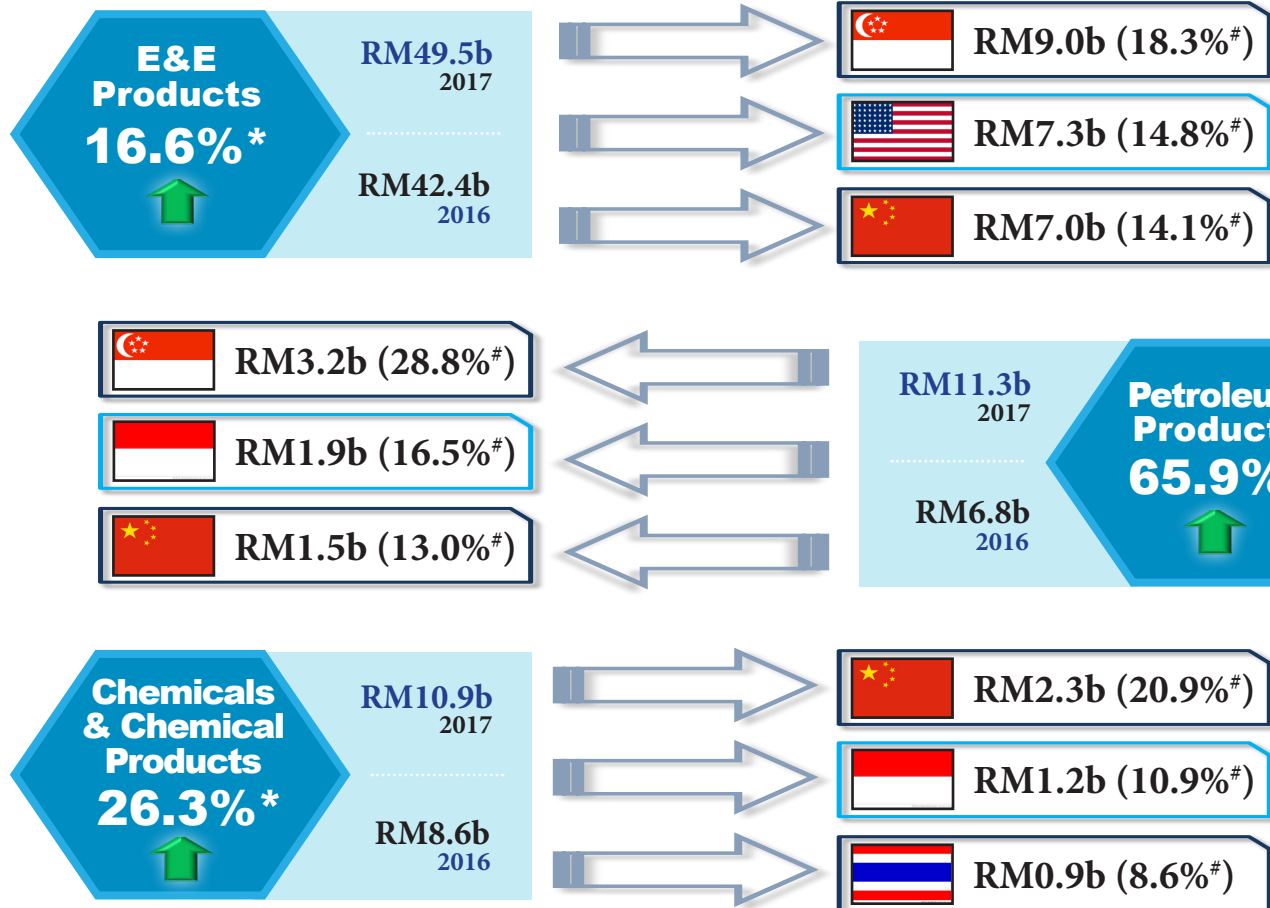 E&E
Products
16.6%*
RM49.5b
2017
RM42.4b
2016
RM9.0b (18.3%#)
RM7.3b (14.8%#)
RM7.0b (14.1%#)
RM3.2b (28.8%#)
RM1.9b (16.5%#)
RM1.5b (13.0%#)
RM11.3b
2017
RM6.8b
2016
65.9%
Chemicals
& Chemical
Products
26.3%*
RM10.9b
2017
RM8.6b
2016
RM2.3b (20.9%#)
RM1.2b (10.9%#)
RM0.9b (8.6%#)